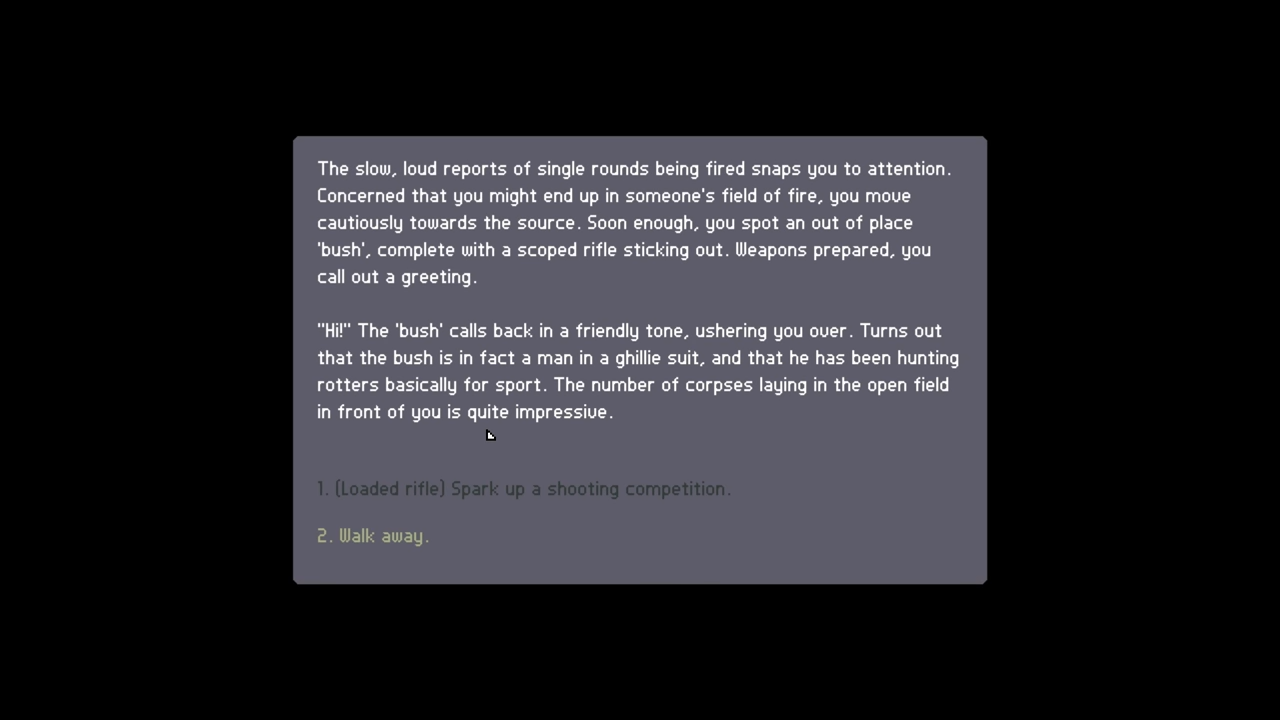 The slow, loud reports of single rounds being fired snaps you to attention.
Concerned that you might end up in someone's field of fire, you move
cautiously towards the source. Soon enough, you spot an out of place
'bush', complete with a scoped rifle sticking out. Weapons prepared, you
call out a greeting.
"Hi!" The 'bush' calls back in a friendly tone, ushering you over. Turns out
that the bush is in fact a man in a ghillie suit, and that he has been hunting
rotters basically for sport. The number of corpses laying in the open field
in front of you is quite impressive.
1. (Loaded rifle) Spark up a shooting competition.
2. Walk away.